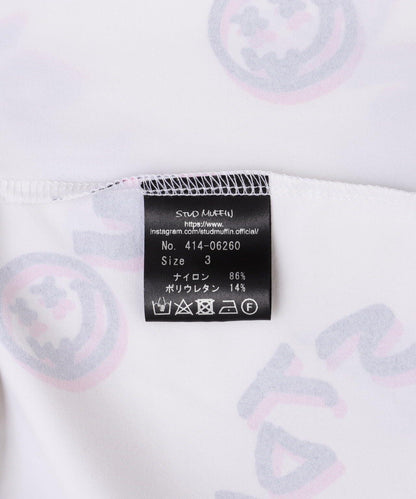 STUD MUFFIN
https://www.
instagram.com/studmuffin.official/
No. 414-06260
Size 3
ナイロン 86%
ポリウレタン 14%
F